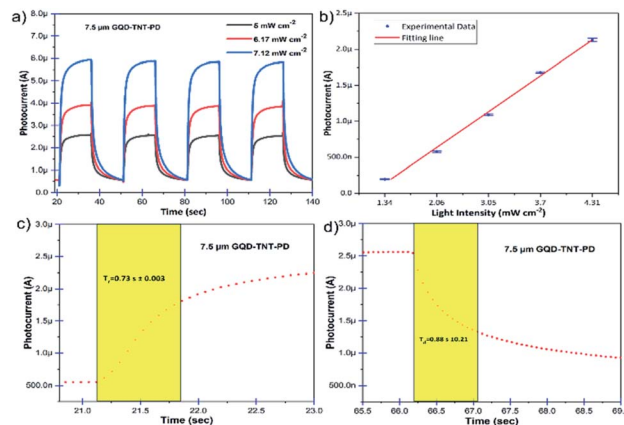 a)
7.5 µm GQD-TNT-PD
5 mW cm⁻²
6.17 mW cm⁻²
7.12 mW cm⁻²
8.0µ
7.0µ
6.0µ
5.0µ
4.0µ
3.0µ
2.0µ
1.0µ
0.0
Photocurrent (A)
20 40 60 80 100 120 140
Time (sec)
b)
Experimental Data
Fitting line
2.5µ
2.0µ
1.5µ
1.0µ
500.0n
0.0
Photocurrent (A)
1.34 2.06 3.05 3.7 4.31
Light Intensity (mW cm⁻²)
c)
7.5 µm GQD-TNT-PD
3.0µ
2.5µ
2.0µ
1.5µ
1.0µ
500.0n
Photocurrent (A)
Tᵣ=0.73 s ± 0.003
21.0 21.5 22.0 22.5 23.0
Time (sec)
d)
7.5 µm GQD-TNT-PD
3.0µ
2.5µ
2.0µ
1.5µ
1.0µ
500.0n
Photocurrent (A)
=0.88 s ±0.21
65.5 66.0 66.5 67.0 67.5 68.0 68.5 69.
Time (sec)